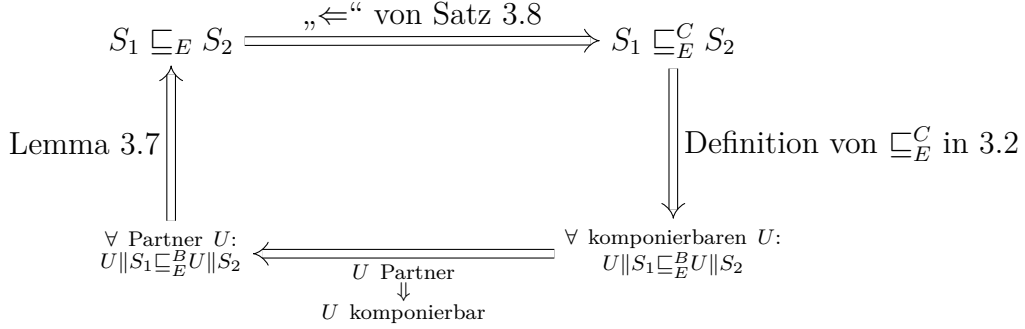 „⇐“ von Satz 3.8
S₁ ⊑_E S₂
S₁ ⊑_E^C S₂
Lemma 3.7
Definition von ⊑_E^C in 3.2
∀ Partner U:
U∥S₁⊑_E^B U∥S₂
∀ komponierbaren U:
U∥S₁⊑_E^B U∥S₂
U Partner
⇓
U komponierbar